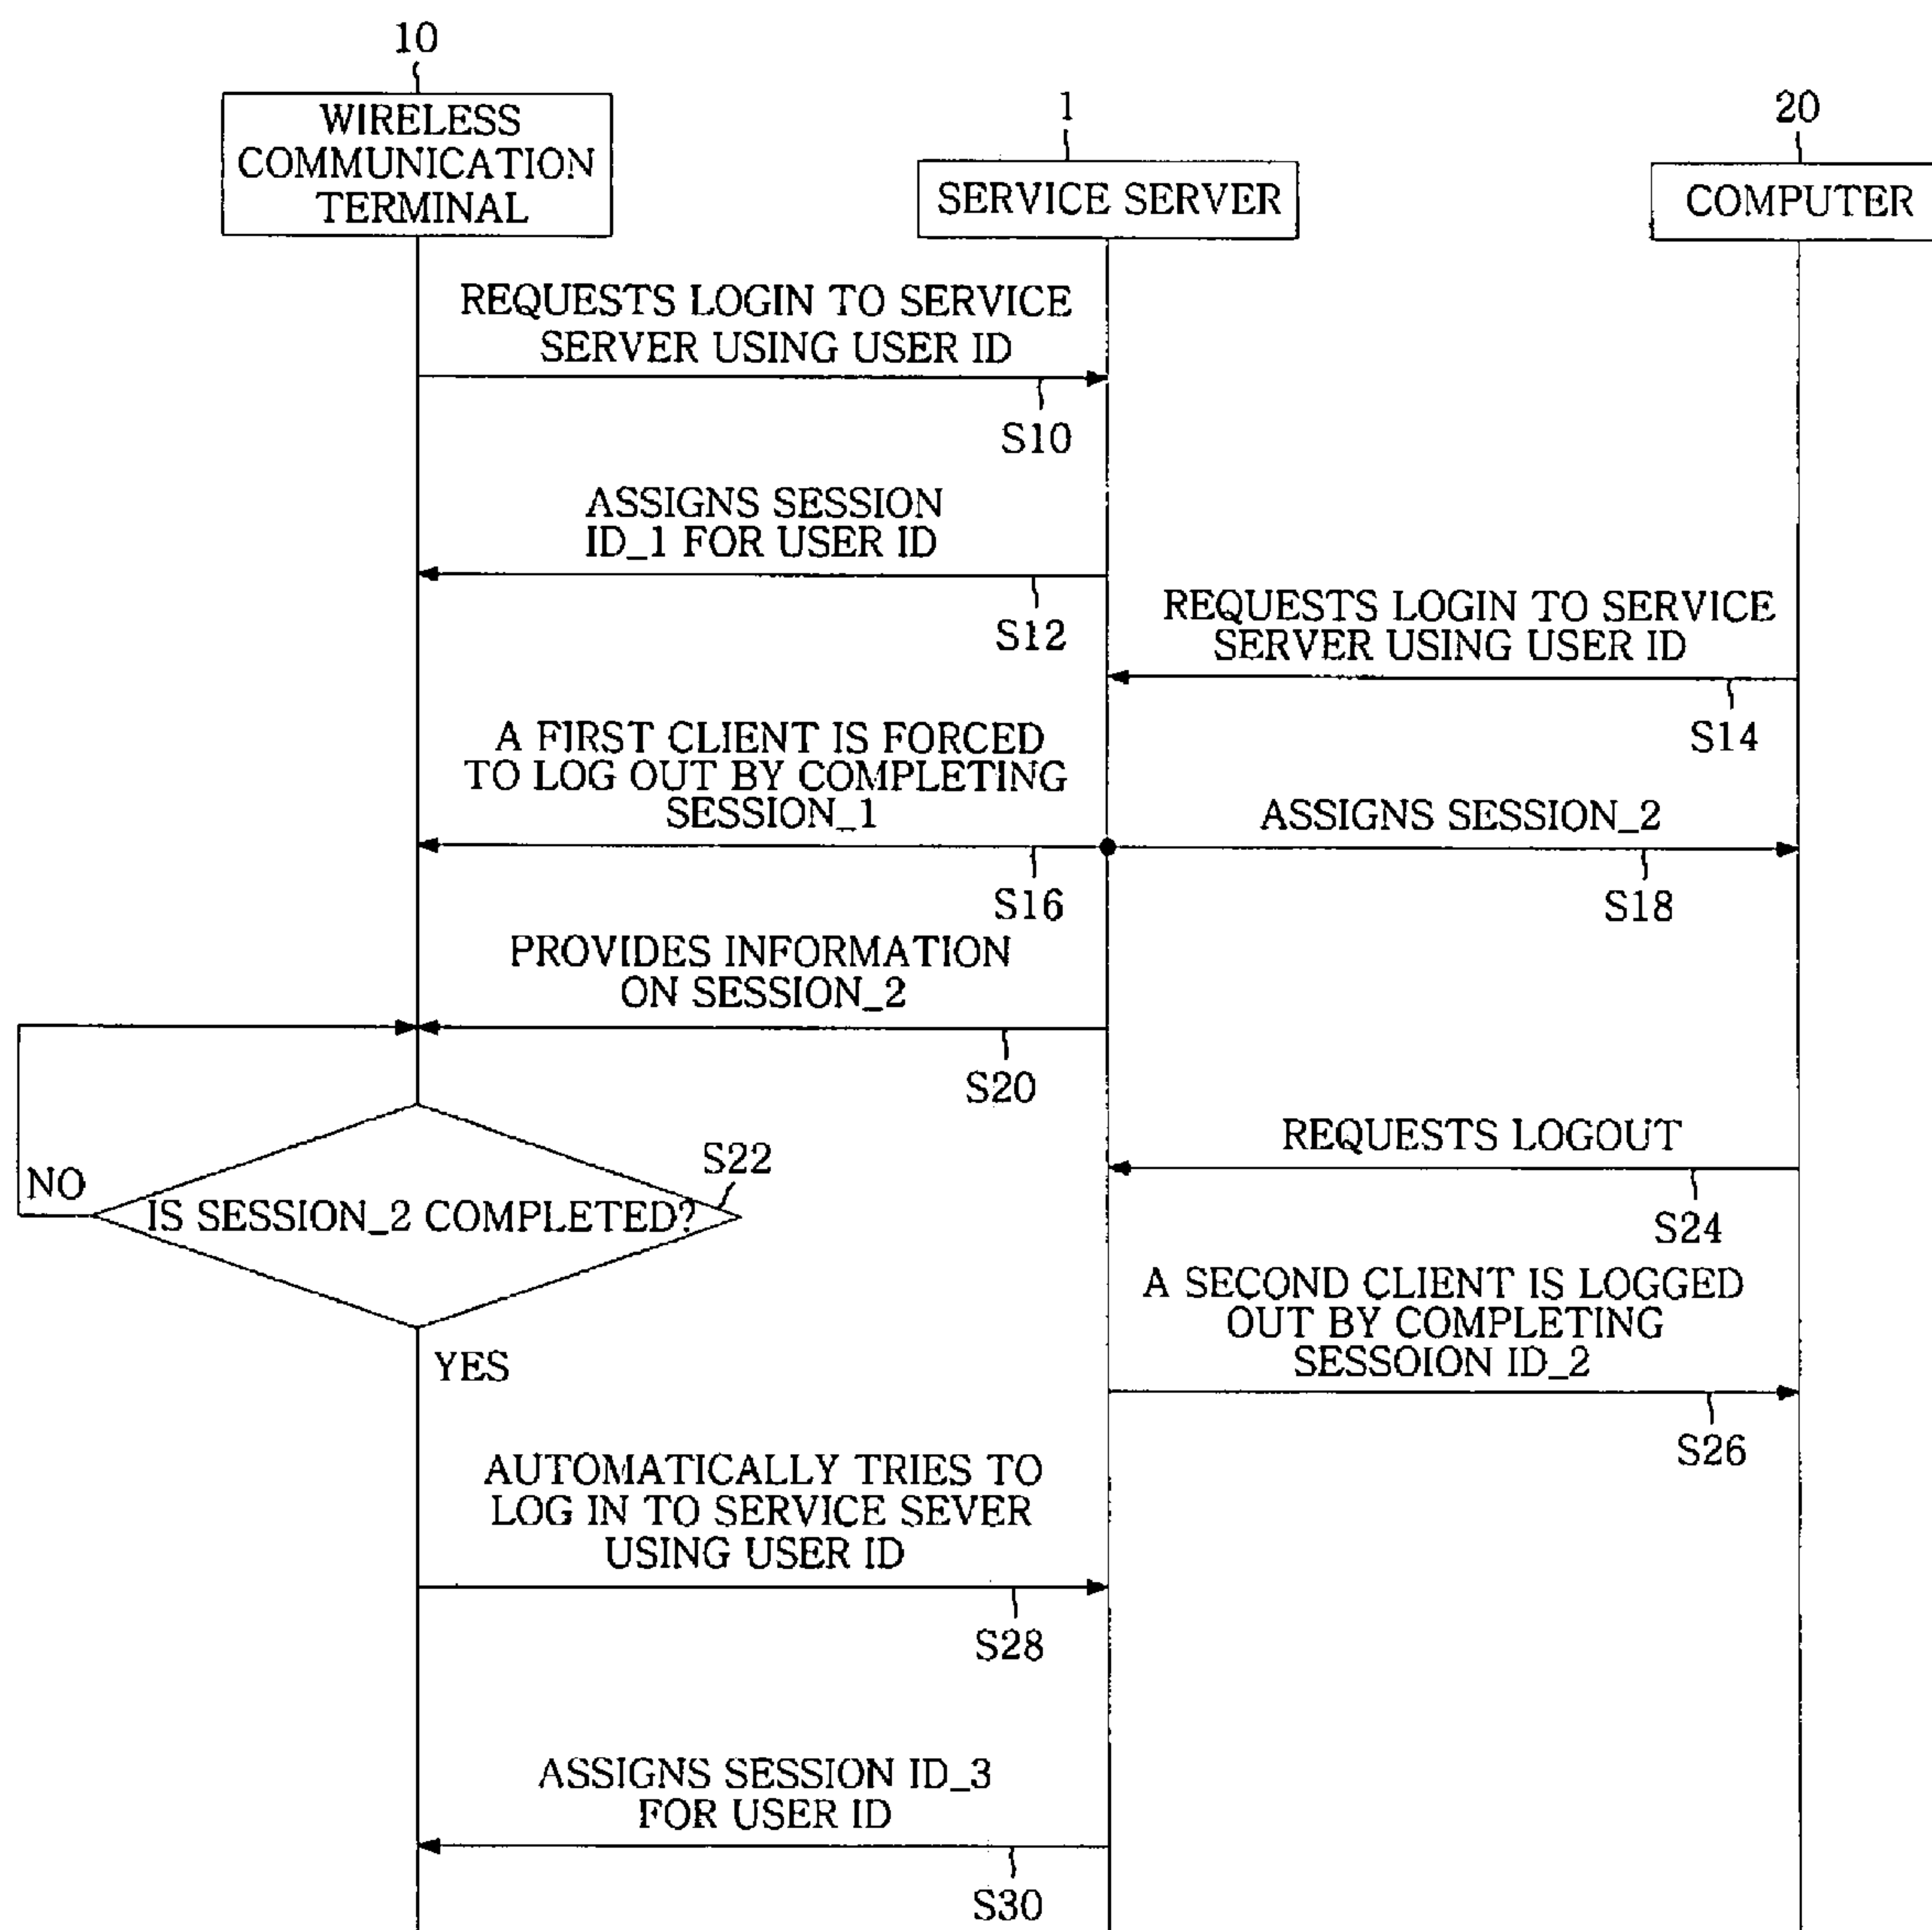 10
WIRELESS
COMMUNICATION
TERMINAL
1
SERVICE SERVER
20
COMPUTER
REQUESTS LOGIN TO SERVICE
SERVER USING USER ID
S10
ASSIGNS SESSION
ID_1 FOR USER ID
S12
REQUESTS LOGIN TO SERVICE
SERVER USING USER ID
S14
A FIRST CLIENT IS FORCED
TO LOG OUT BY COMPLETING
SESSION_1
S16
ASSIGNS SESSION_2
S18
PROVIDES INFORMATION
ON SESSION_2
S20
NO
IS SESSION_2 COMPLETED?
S22
YES
REQUESTS LOGOUT
S24
A SECOND CLIENT IS LOGGED
OUT BY COMPLETING
SESSOION ID_2
S26
AUTOMATICALLY TRIES TO
LOG IN TO SERVICE SEVER
USING USER ID
S28
ASSIGNS SESSION ID_3
FOR USER ID
S30